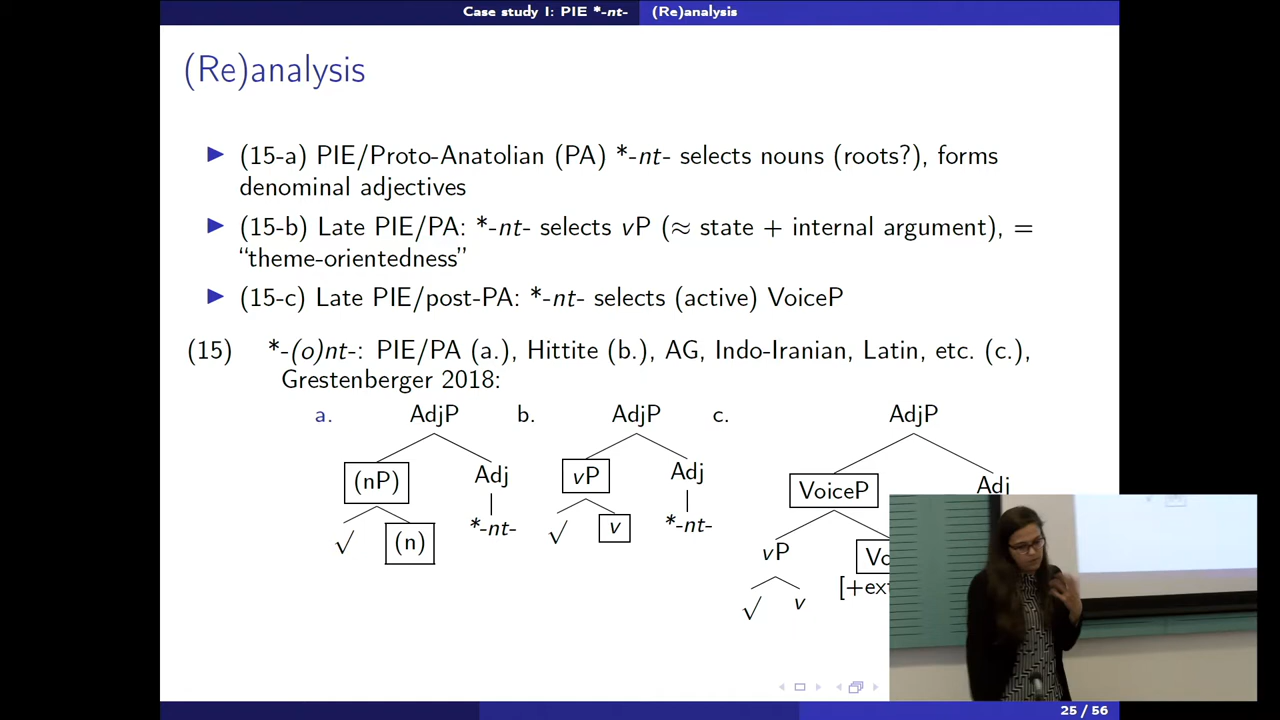 Case study I: PIE *-nt- (Re)analysis
(Re)analysis
(15-a) PIE/Proto-Anatolian (PA) *-nt- selects nouns (roots?), forms
denominal adjectives
(15-b) Late PIE/PA: *-nt- selects vP (≈ state + internal argument), =
“theme-orientedness”
(15-c) Late PIE/post-PA: *-nt- selects (active) VoiceP
(15) *-(o)nt-: PIE/PA (a.), Hittite (b.), AG, Indo-Iranian, Latin, etc. (c.),
Grestenberger 2018:
a. AdjP b. AdjP c. AdjP
(nP) Adj vP Adj VoiceP Adj
√ (n) *-nt- √ v *-nt- vP
[+ex
√ v
25 / 56